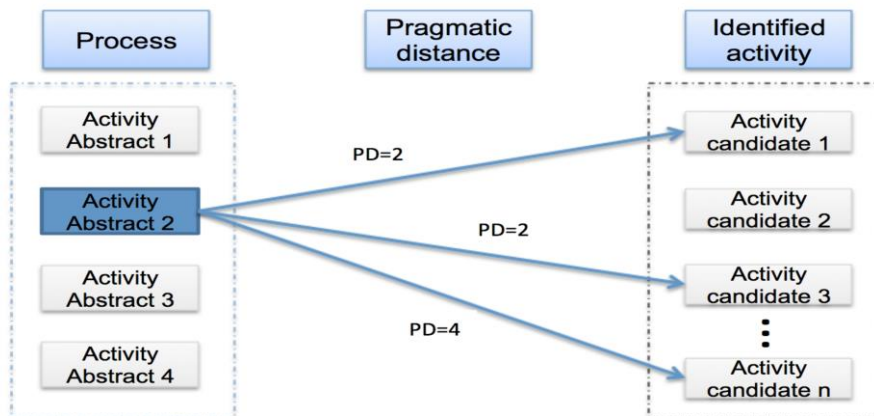 Process
Pragmatic
distance
Identified
activity
Activity
Abstract 1
Activity
Abstract 2
Activity
Abstract 3
Activity
Abstract 4
PD=2
PD=2
PD=4
Activity
candidate 1
Activity
candidate 2
Activity
candidate 3
Activity
candidate n